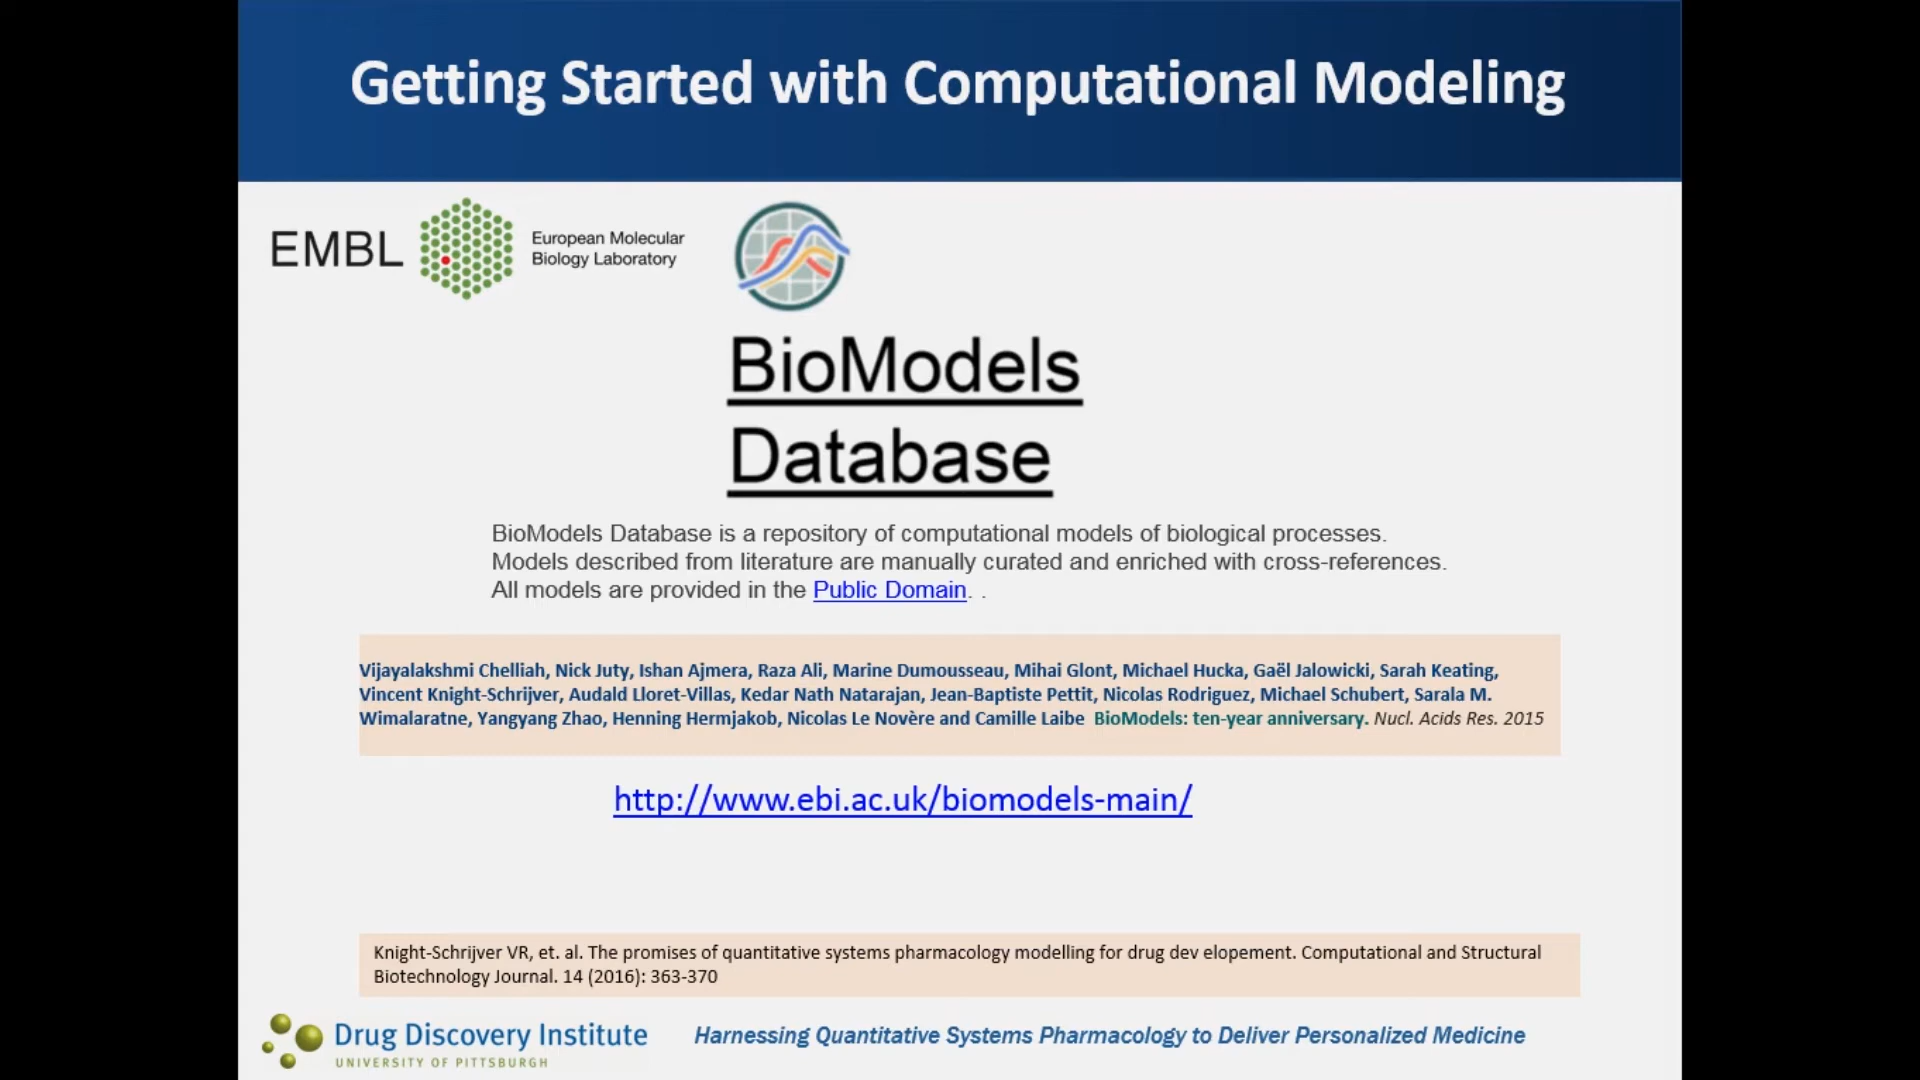 Getting Started with Computational Modeling
EMBL
European Molecular
Biology Laboratory
BioModels
Database
BioModels Database is a repository of computational models of biological processes.
Models described from literature are manually curated and enriched with cross-references.
All models are provided in the Public Domain. .
Vijayalakshmi Chelliah, Nick Juty, Ishan Ajmera, Raza Ali, Marine Dumousseau, Mihai Glont, Michael Hucka, Gaël Jalowicki, Sarah Keating,
Vincent Knight-Schrijver, Audald Lloret-Villas, Kedar Nath Natarajan, Jean-Baptiste Pettit, Nicolas Rodriguez, Michael Schubert, Sarala M.
Wimalaratne, Yangyang Zhao, Henning Hermjakob, Nicolas Le Novère and Camille Laibe BioModels: ten-year anniversary. Nucl. Acids Res. 2015
http://www.ebi.ac.uk/biomodels-main/
Knight-Schrijver VR, et. al. The promises of quantitative systems pharmacology modelling for drug dev elopement. Computational and Structural
Biotechnology Journal. 14 (2016): 363-370
Drug Discovery Institute
UNIVERSITY OF PITTSBURGH
Harnessing Quantitative Systems Pharmacology to Deliver Personalized Medicine